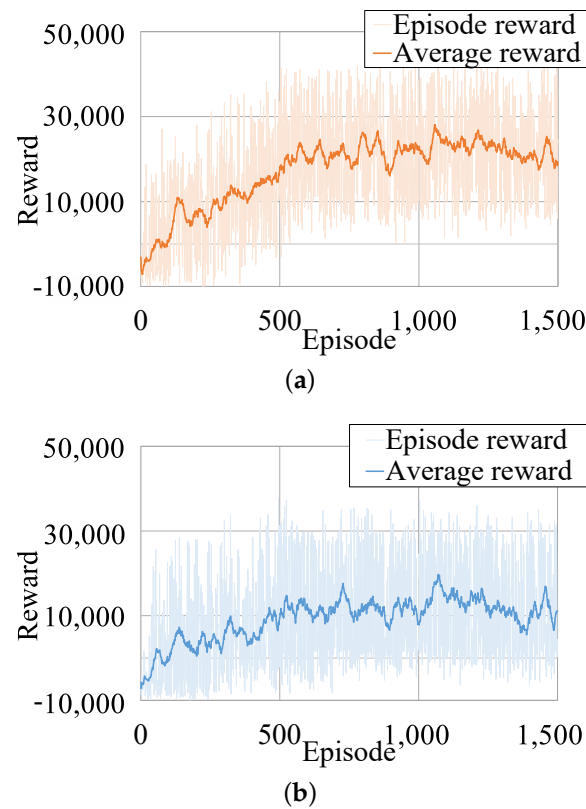 50,000
Episode reward
Average reward
30,000
Reward
10,000
-10,000
0
500
1,000
1,500
Episode
(a)
50,000
Episode reward
Average reward
30,000
Reward
10,000
-10,000
0
500
1,000
1,500
Episode
(b)